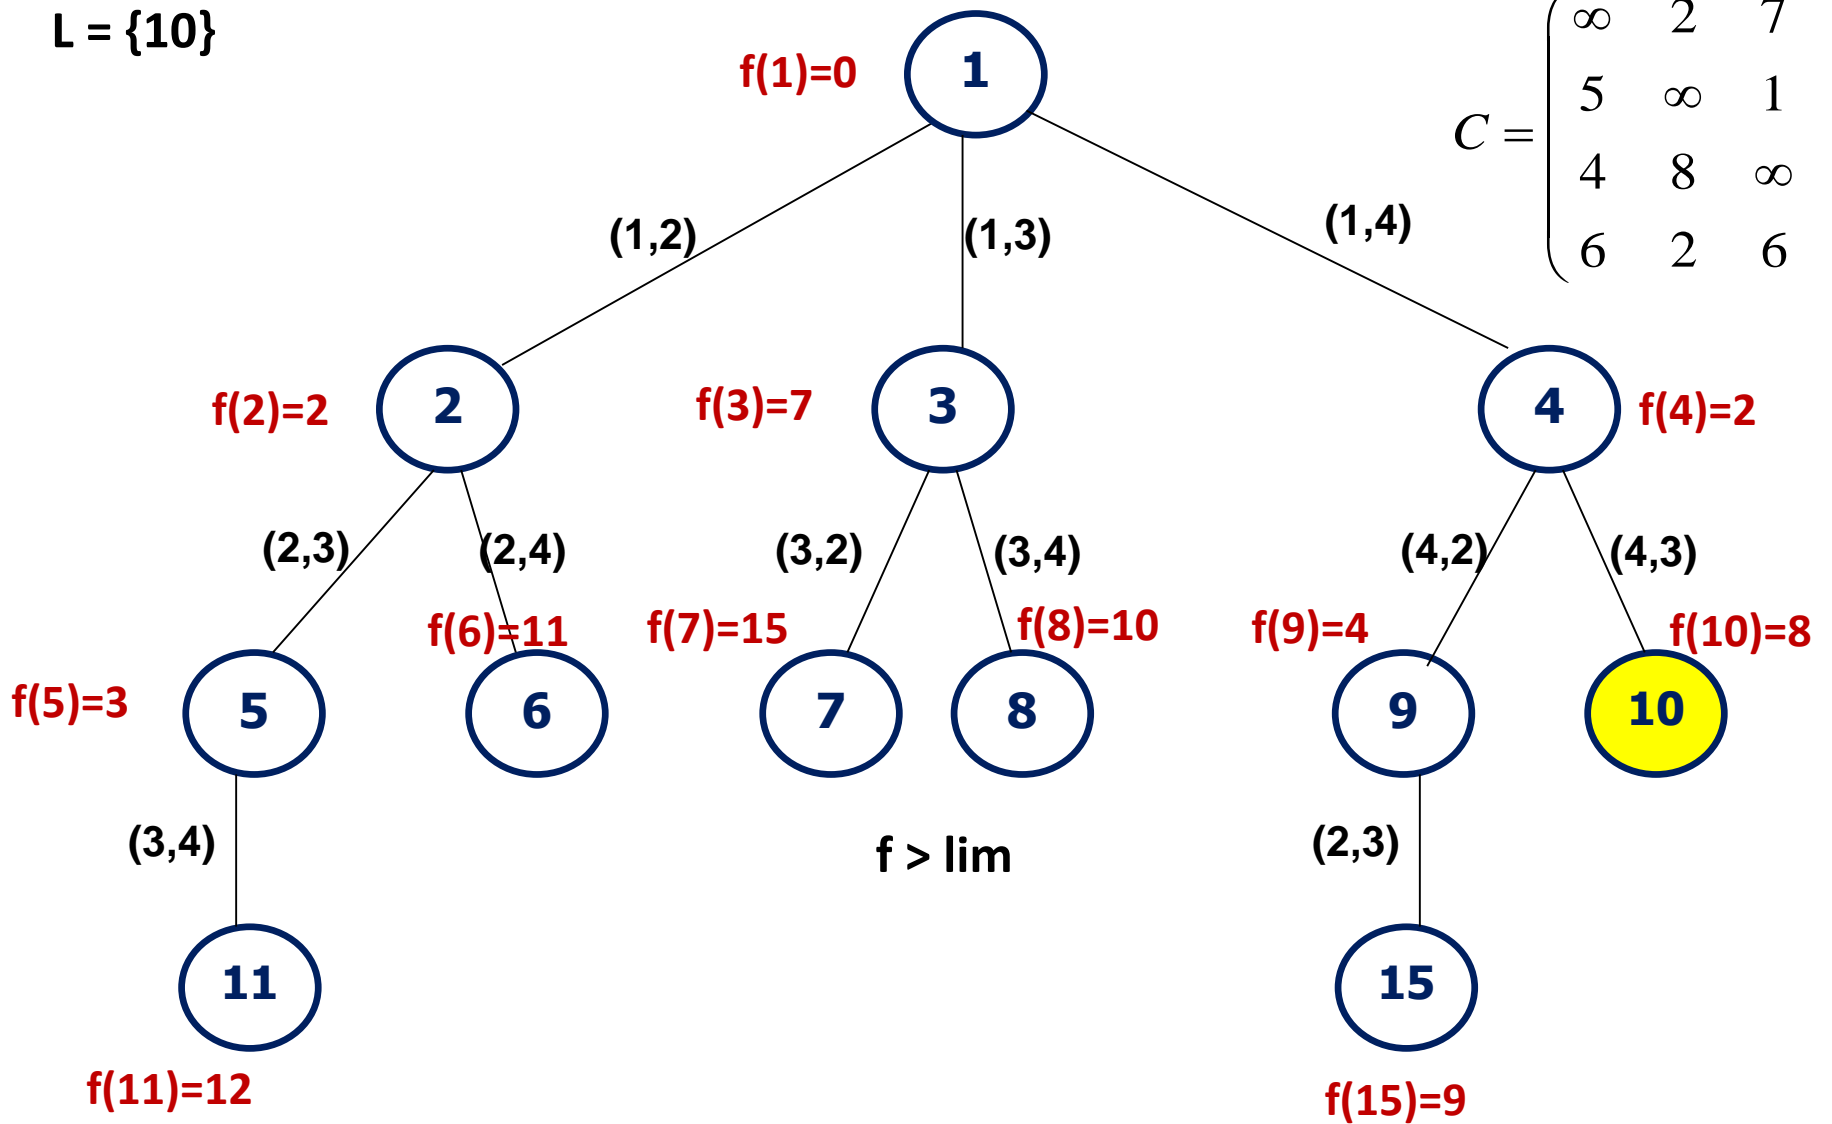 L = {10}
∞ 2 7
f(1)=0
1
5 ∞ 1
C =
4 8 ∞
(1,2)
(1,3)
(1,4)
6 2 6
f(2)=2
2
f(3)=7
3
4
f(4)=2
(2,3)
(2,4)
(3,2)
(3,4)
(4,2)
(4,3)
f(6)=11
f(7)=15
f(8)=10
f(9)=4
f(10)=8
f(5)=3
5
6
7
8
9
10
(3,4)
f > lim
(2,3)
11
15
f(11)=12
f(15)=9